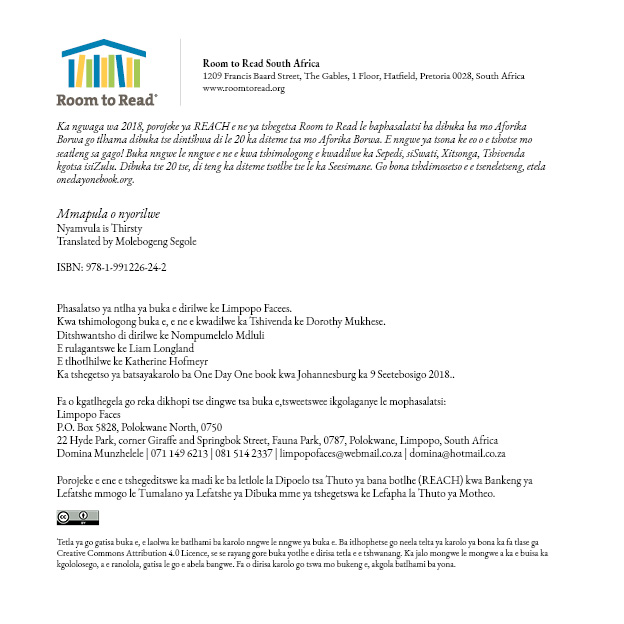 Room to Read®
Room to Read South Africa
1209 Francis Baard Street, The Gables, 1 Floor, Hatfield, Pretoria 0028, South Africa
www.roomtoread.org
Ka ngwaga wa 2018, porojeke ya REACH e ne ya tshegetsa Room to Read le baphasalatsi ba dibuka ba mo Aforika
Borwa go tlhama dibuka tse dintšhwa di le 20 ka diteme tsa mo Aforika Borwa. E nngwe ya tsona ke eo o e tshotse mo
seatleng sa gago! Buka nngwe le nngwe e ne e kwa tshimologong e kwadilwe ka Sepedi, siSwati, Xitsonga, Tshivenda
kgotsa isiZulu. Dibuka tse 20 tse, di teng ka diteme tsotlhe tse le ka Seesimane. Go bona tshdimosetso e e tseneletseng, etela
onedayonebook.org.
Mmapula o nyorilwe
Nyamvula is Thirsty
Translated by Molebogeng Segole
ISBN: 978-1-991226-24-2
Phasalatso ya ntlha ya buka e dirilwe ke Limpopo Facees.
Kwa tshimologong buka e, e ne e kwadilwe ka Tshivenda ke Dorothy Mukhese.
Ditshwantsho di dirilwe ke Nompumelelo Mdluli
E rulagantswe ke Liam Longland
E tlhotlhilwe ke Katherine Hofmeyr
Ka tshegetso ya batsayakarolo ba One Day One book kwa Johannesburg ka 9 Seetebosigo 2018..
Fa o kgatlhegela go reka dikhopi tse dingwe tsa buka e,tsweetswee ikgolaganye le mophasalatsi:
Limpopo Faces
P.O. Box 5828, Polokwane North, 0750
22 Hyde Park, corner Giraffe and Springbok Street, Fauna Park, 0787, Polokwane, Limpopo, South Africa
Domina Munzhelele | 071 149 6213 | 081 514 2337 | limpopofaces@webmail.co.za | domina@hotmail.co.za
Porojeke e ene e tshegeditswe ka madi ke ba letlole la Dipoelo tsa Thuto ya bana botlhe (REACH) kwa Bankeng ya
Lefatshe mmogo le Tumalano ya Lefatshe ya Dibuka mme ya tshegetswa ke Lefapha la Thuto ya Motheo.
CC BY
Tetla ya go gatisa buka e, e laolwa ke batlhami ba karolo nngwe le nngwe ya buka e. Ba itlhophetse go neela telta ya karolo ya bona ka fa tlase ga
Creative Commons Attribution 4.0 Licence, se se rayang gore buka yotlhe e dirisa tetla e e tshwanang. Ka jalo mongwe le mongwe a ka e buisa ka
kgololosego, a e ranolola, gatisa le go e abela bangwe. Fa o dirisa karolo go tswa mo bukeng e, akgola batlhami ba yona.